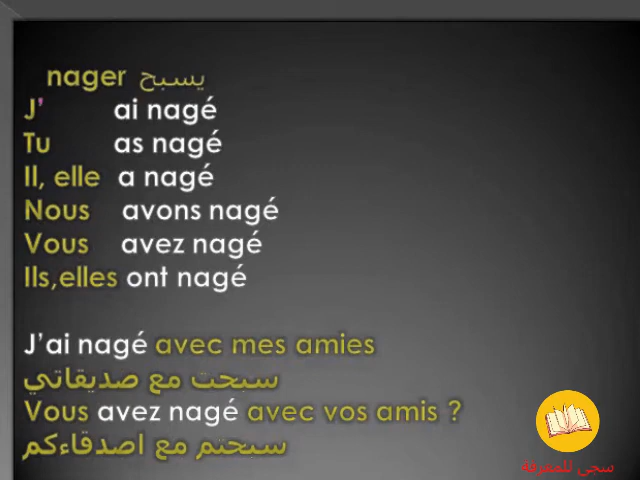 nager يسبح
J’ ai nagé
Tu as nagé
Il, elle a nagé
Nous avons nagé
Vous avez nagé
Ils,elles ont nagé
J’ai nagé avec mes amies
سبحت مع صديقاتي
Vous avez nagé avec vos amis ?
سبحتم مع اصدقاءكم
سجى للمعرفة